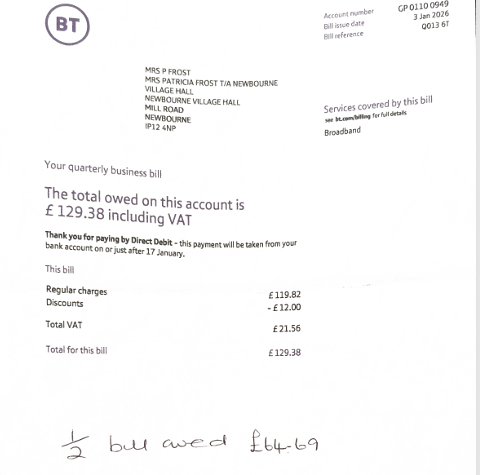 BT
Account number GP 0110 0949
Bill issue date 3 Jan 2026
Bill reference Q013 6T
MRS P FROST
MRS PATRICIA FROST T/A NEWBOURNE
VILLAGE HALL
NEWBOURNE VILLAGE HALL
MILL ROAD
NEWBOURNE
IP12 4NP
Services covered by this bill
see bt.com/billing for full details
Broadband
Your quarterly business bill
The total owed on this account is
£ 129.38 including VAT
Thank you for paying by Direct Debit - this payment will be taken from your
bank account on or just after 17 January.
This bill
Regular charges £ 119.82
Discounts - £ 12.00
Total VAT £ 21.56
Total for this bill £ 129.38
1/2 bill owed £64-69